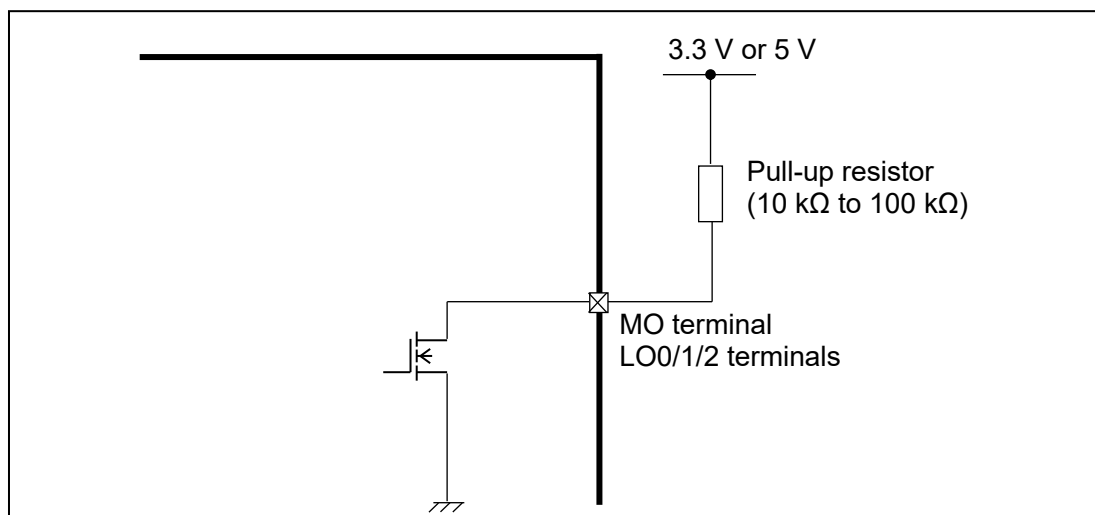 3.3 V or 5 V
Pull-up resistor
(10 kΩ to 100 kΩ)
MO terminal
LO0/1/2 terminals